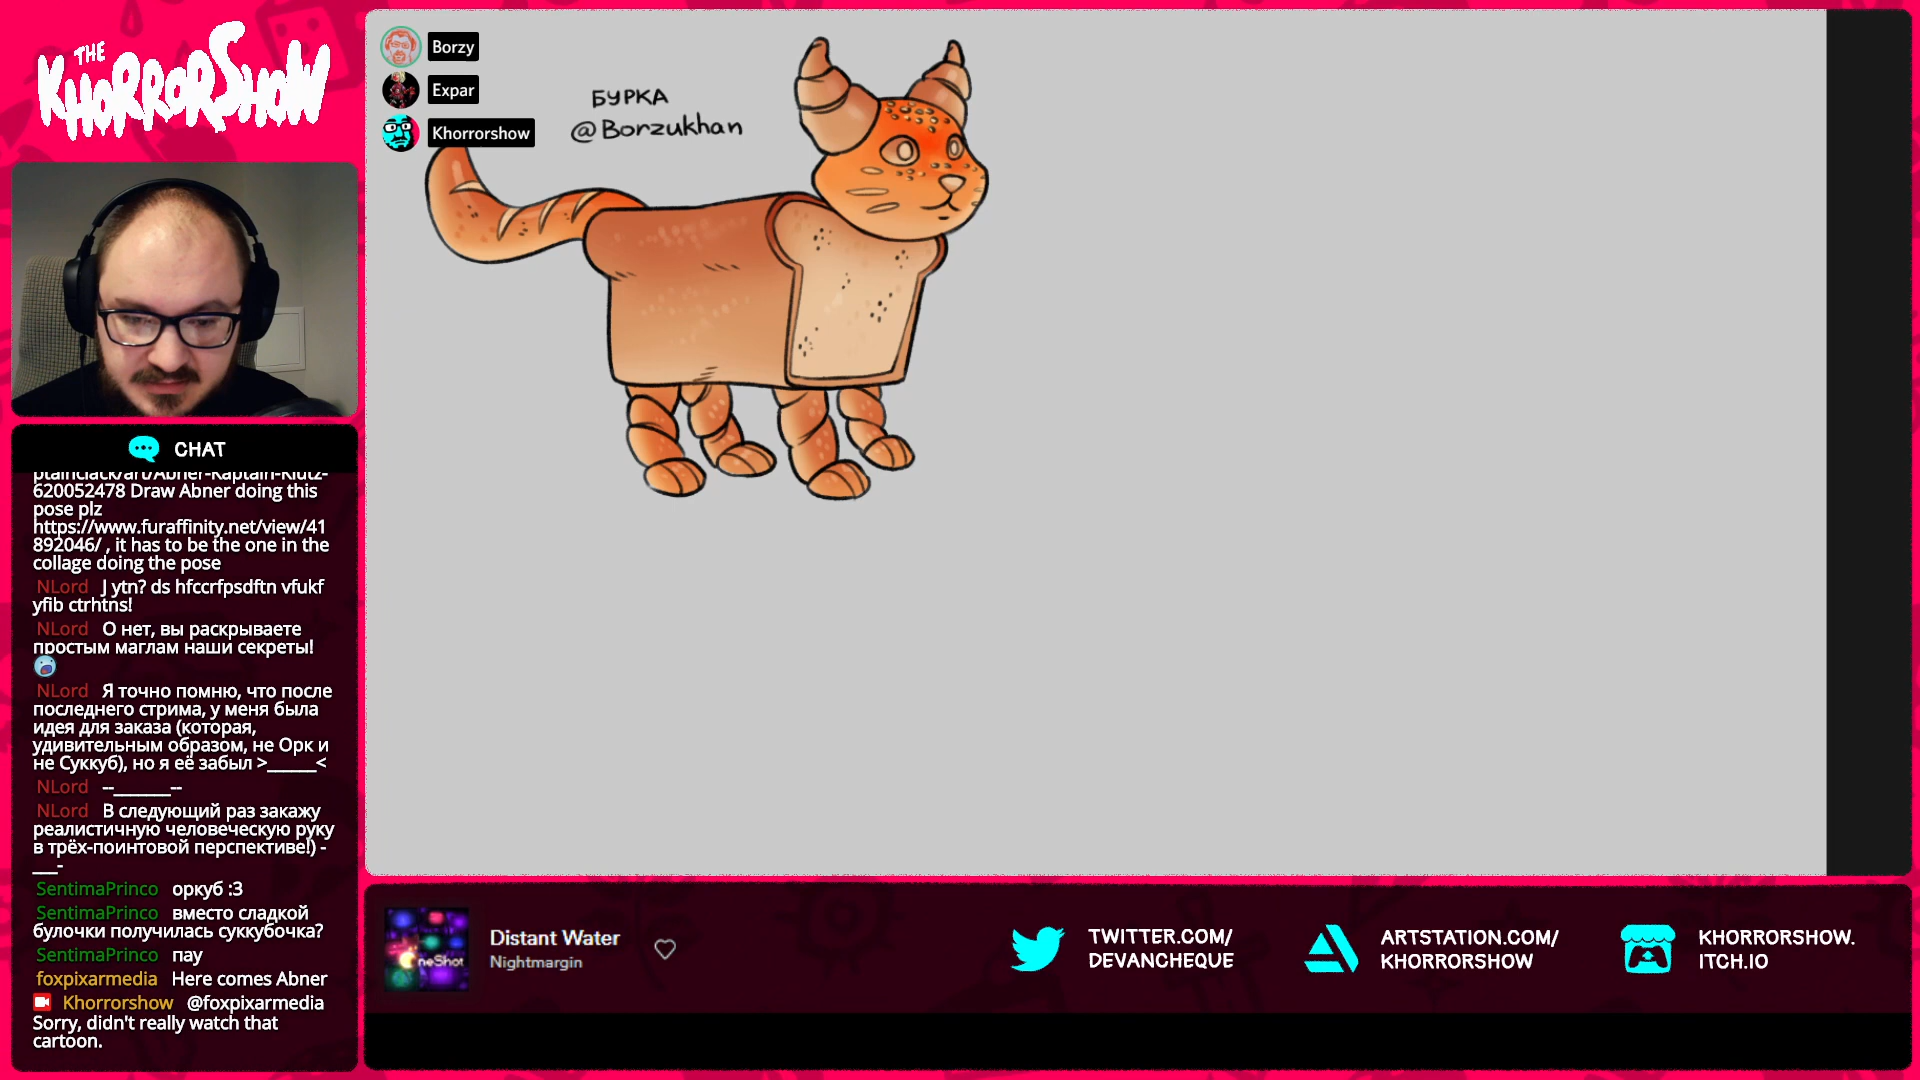 THE
KHORRORSHOW
Borzy
Expar
Khorrorshow
БУРКА
@Borzukhan
CHAT
620052478 Draw Abner doing this
pose plz
https://www.furaffinity.net/view/41
892046/ , it has to be the one in the
collage doing the pose
NLord J ytn? ds hfccrfpsdftn vfukf
yfib ctrhtns!
NLord О нет, вы раскрываете
простым маглам наши секреты!
NLord Я точно помню, что после
последнего стрима, у меня была
идея для заказа (которая,
удивительным образом, не Орк и
не Суккуб), но я её забыл >______<
NLord --_______--
NLord В следующий раз закажу
реалистичную человеческую руку
в трёх-поинтовой перспективе!) -
___-
SentimaPrinco оркуб :3
SentimaPrinco вместо сладкой
булочки получилась суккубочка?
SentimaPrinco пау
foxpixarmedia Here comes Abner
Khorrorshow @foxpixarmedia
Sorry, didn't really watch that
cartoon.
OneShot
Distant Water
Nightmargin
TWITTER.COM/
DEVANCHEQUE
ARTSTATION.COM/
KHORRORSHOW
KHORRORSHOW.
ITCH.IO